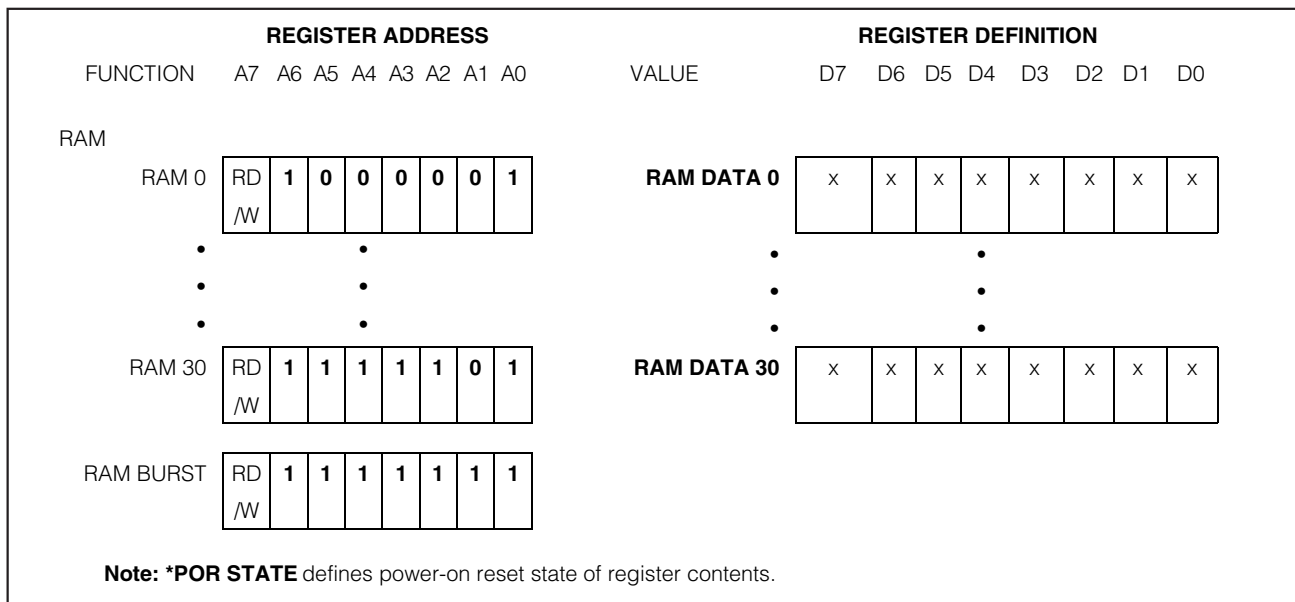 REGISTER ADDRESS REGISTER DEFINITION
FUNCTION A7 A6 A5 A4 A3 A2 A1 A0 VALUE D7 D6 D5 D4 D3 D2 D1 D0
RAM
RAM 0 RD 1 0 0 0 0 0 1 RAM DATA 0 x x x x x x x x
/W
RAM 30 RD 1 1 1 1 1 0 1 RAM DATA 30 x x x x x x x x
/W
RAM BURST RD 1 1 1 1 1 1 1
/W
Note: *POR STATE defines power-on reset state of register contents.